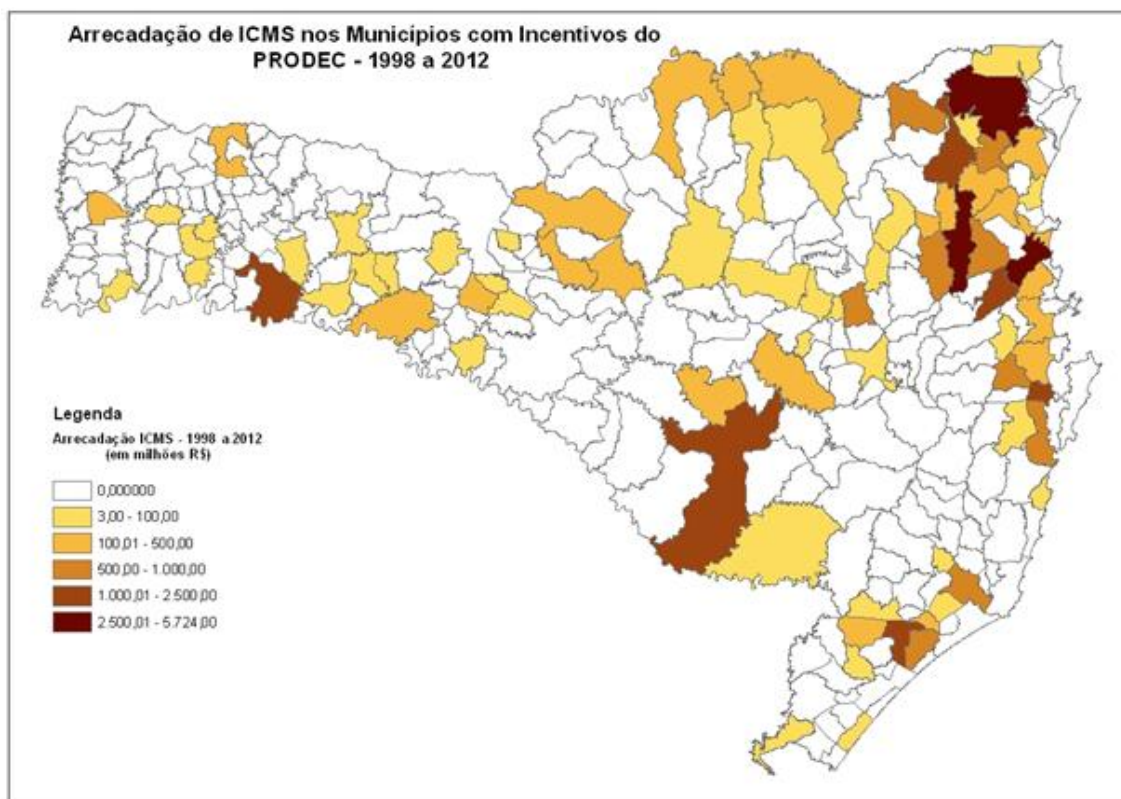 Arrecadação de ICMS nos Municípios com Incentivos do
PRODEC - 1998 a 2012
Legenda
Arrecadação ICMS - 1998 a 2012
(em milhões R$)
0,000000
3,00 - 100,00
100,01 - 500,00
500,00 - 1.000,00
1.000,01 - 2.500,00
2.500,01 - 5.724,00